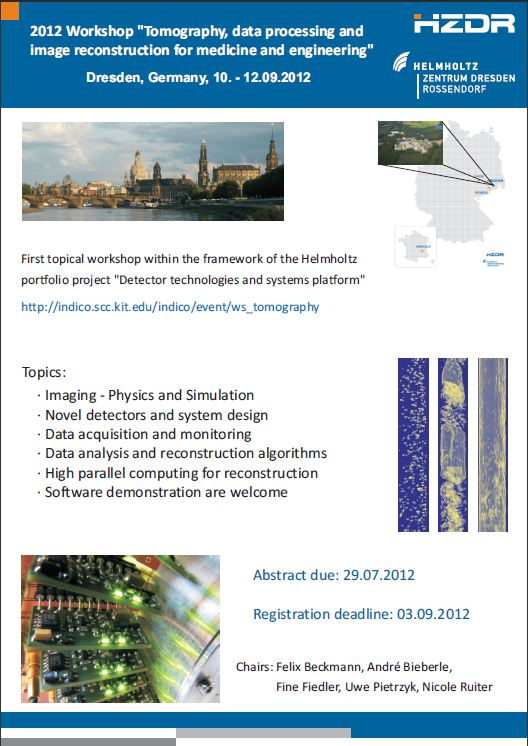 2012 Workshop "Tomography, data processing and
image reconstruction for medicine and engineering"
Dresden, Germany, 10. - 12.09.2012
HZDR
HELMHOLTZ
ZENTRUM DRESDEN
ROSSENDORF
First topical workshop within the framework of the Helmholtz
portfolio project "Detector technologies and systems platform"
http://indico.scc.kit.edu/indico/event/ws_tomography
HZDR
Topics:
· Imaging - Physics and Simulation
· Novel detectors and system design
· Data acquisition and monitoring
· Data analysis and reconstruction algorithms
· High parallel computing for reconstruction
· Software demonstration are welcome
Abstract due: 29.07.2012
Registration deadline: 03.09.2012
Chairs: Felix Beckmann, André Bieberle,
Fine Fiedler, Uwe Pietrzyk, Nicole Ruiter